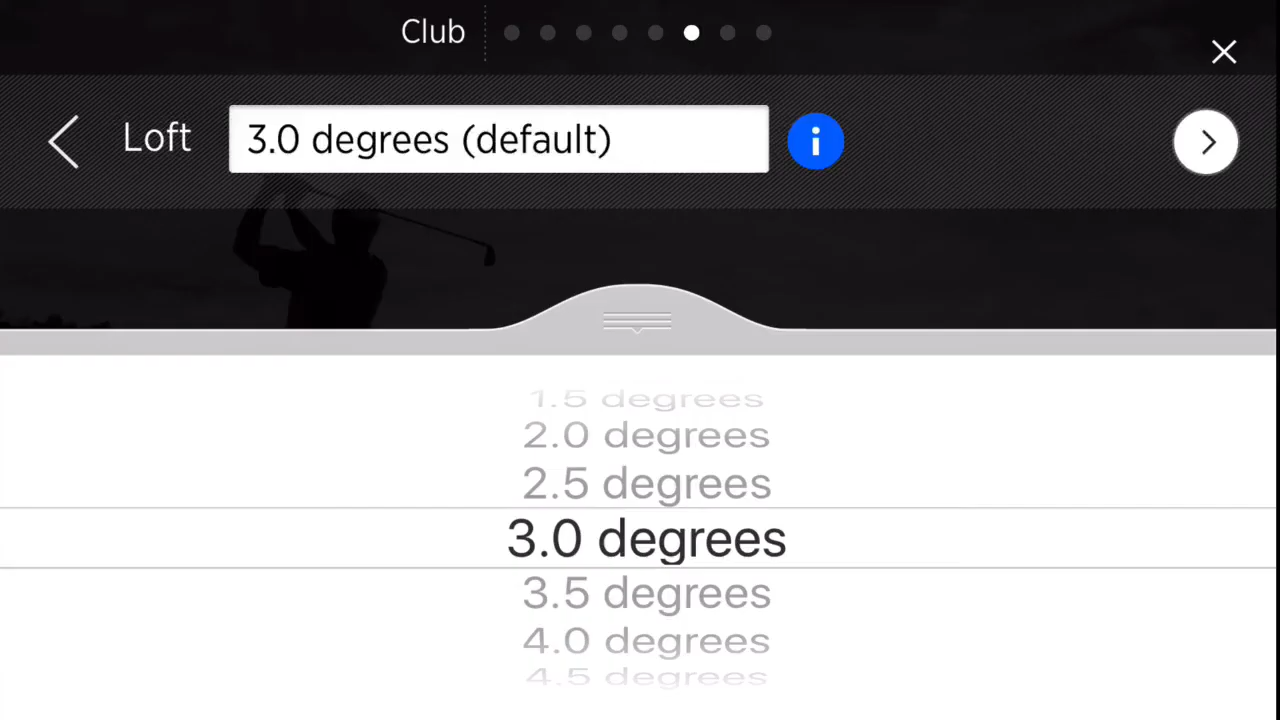 Club
Loft
3.0 degrees (default)
i
1.5 degrees
2.0 degrees
2.5 degrees
3.0 degrees
3.5 degrees
4.0 degrees
4.5 degrees